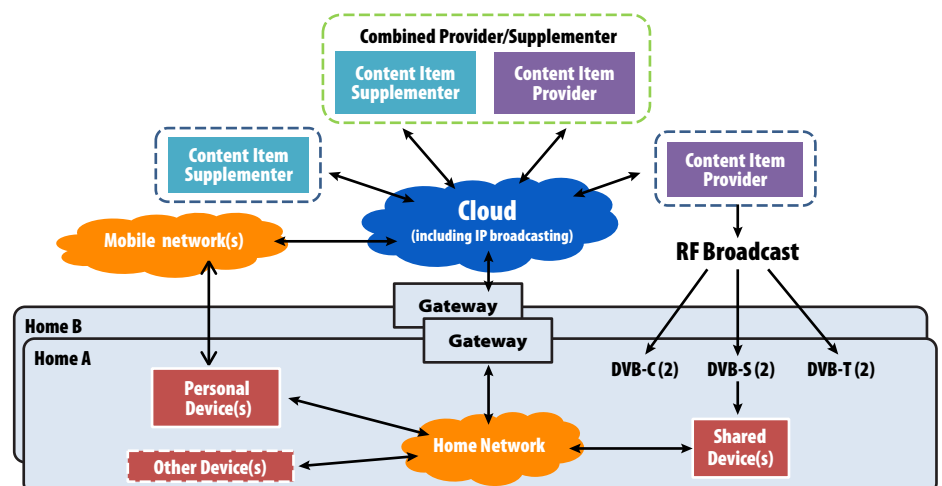 Combined Provider/Supplementer
Content Item
Supplementer
Content Item
Provider
Content Item
Supplementer
Content Item
Provider
Cloud
(including IP broadcasting)
Mobile network(s)
RF Broadcast
Gateway
Home B
Gateway
Home A
DVB-C (2)
DVB-S (2)
DVB-T (2)
Personal
Device(s)
Home Network
Shared
Device(s)
Other Device(s)